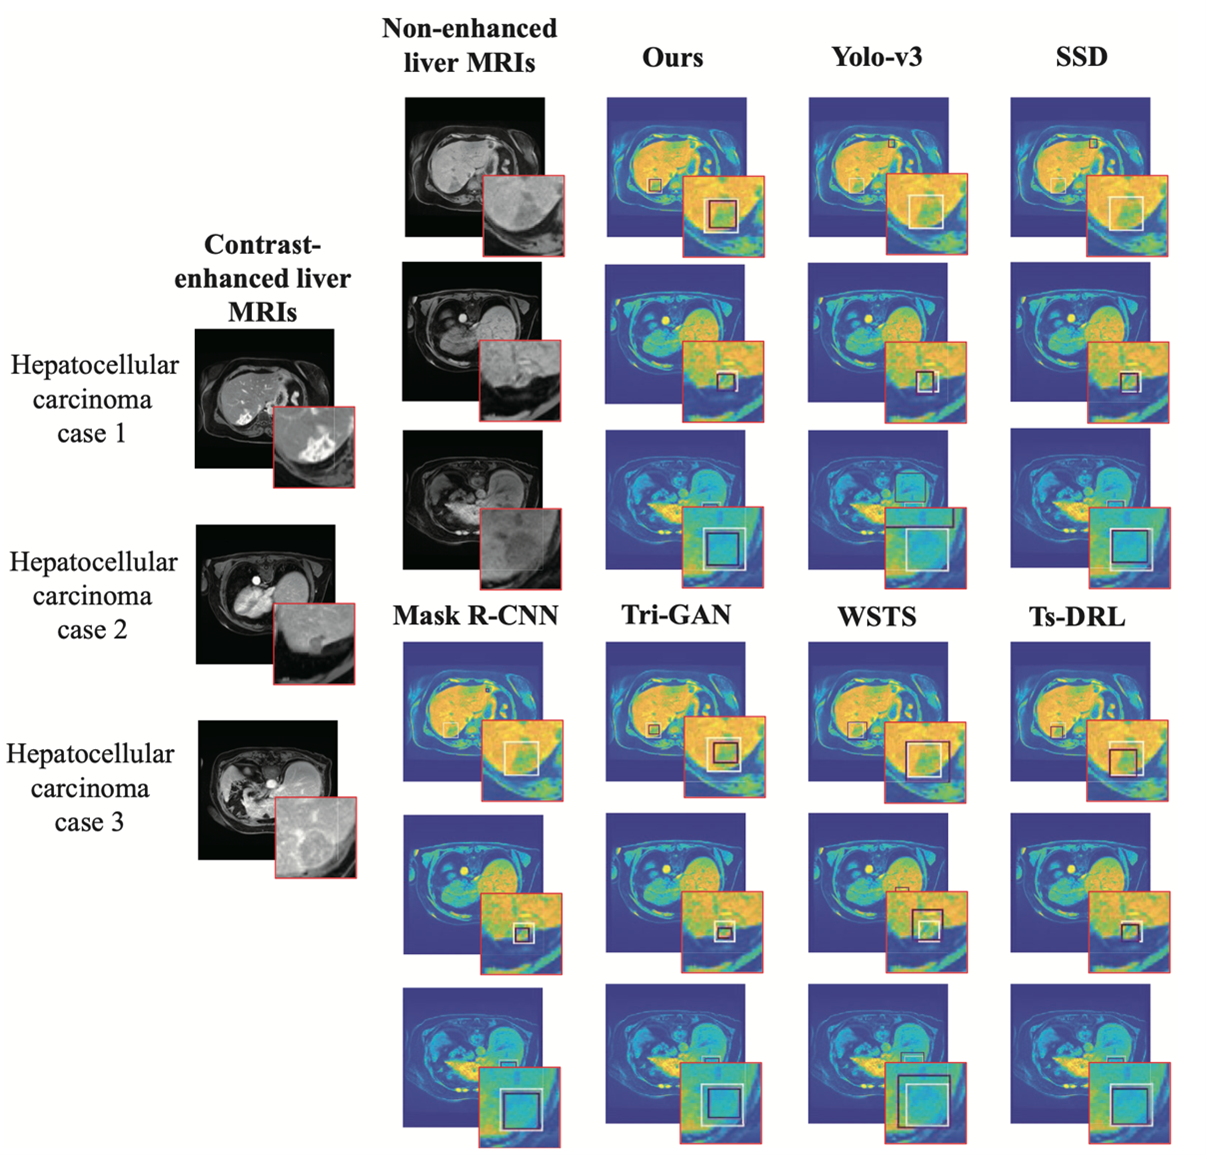 Non-enhanced
liver MRIs
Ours
Yolo-v3
SSD
Contrast-
enhanced liver
MRIs
Hepatocellular
carcinoma
case 1
Hepatocellular
carcinoma
case 2
Hepatocellular
carcinoma
case 3
Mask R-CNN
Tri-GAN
WSTS
Ts-DRL